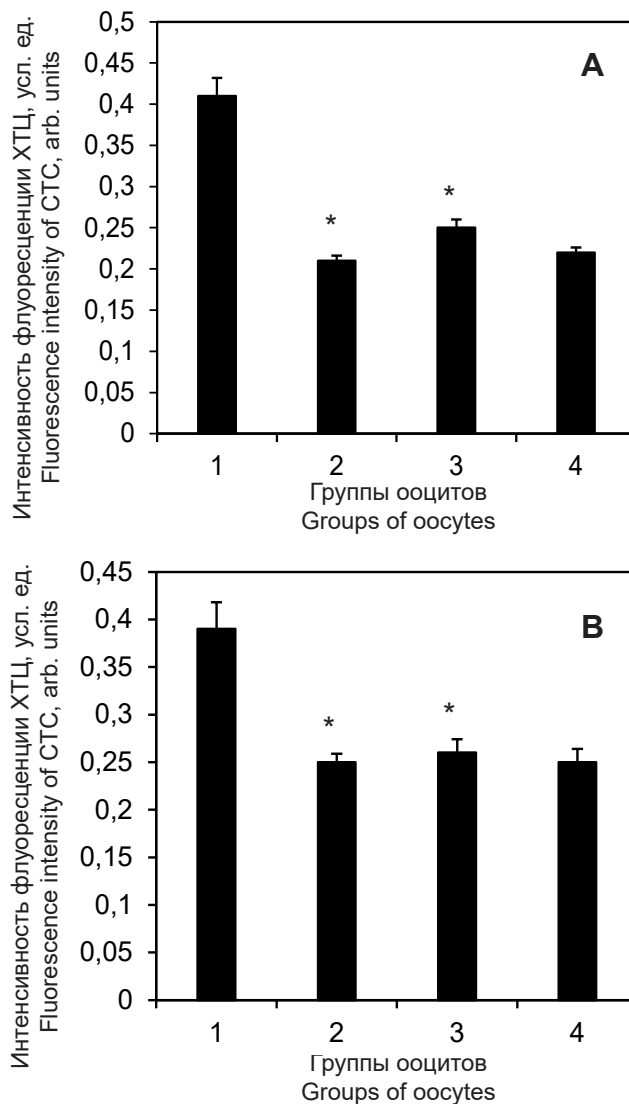 Интенсивность флуоресценции ХТЦ, усл. ед.
Fluorescence intensity of CTC, arb. units
0,5
0,45
0,4
0,35
0,3
0,25
0,2
0,15
0,1
0,05
0
A
*
*
1 2 3 4
Группы ооцитов
Groups of oocytes
Интенсивность флуоресценции ХТЦ, усл. ед.
Fluorescence intensity of CTC, arb. units
0,45
0,4
0,35
0,3
0,25
0,2
0,15
0,1
0,05
0
B
*
*
1 2 3 4
Группы ооцитов
Groups of oocytes